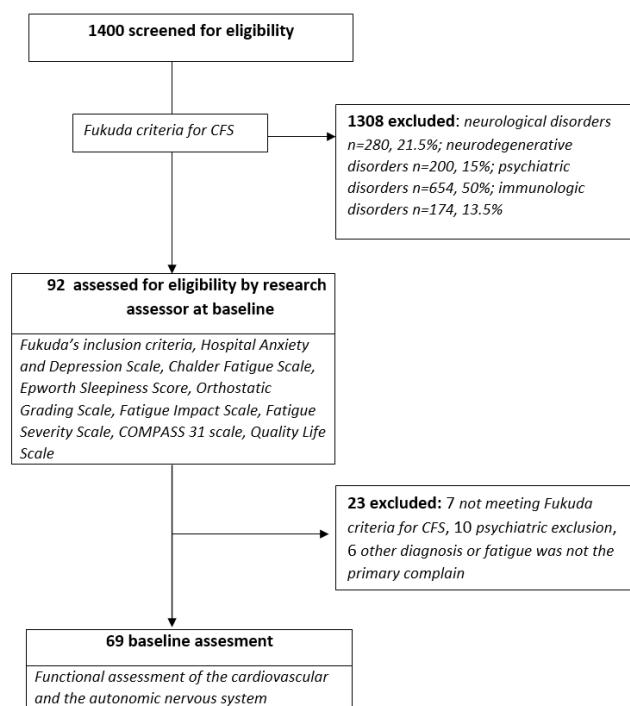 1400 screened for eligibility
Fukuda criteria for CFS
1308 excluded: neurological disorders
n=280, 21.5%; neurodegenerative
disorders n=200, 15%; psychiatric
disorders n=654, 50%; immunologic
disorders n=174, 13.5%
92 assessed for eligibility by research
assessor at baseline
Fukuda’s inclusion criteria, Hospital Anxiety
and Depression Scale, Chalder Fatigue Scale,
Epworth Sleepiness Score, Orthostatic
Grading Scale, Fatigue Impact Scale, Fatigue
Severity Scale, COMPASS 31 scale, Quality Life
Scale
23 excluded: 7 not meeting Fukuda
criteria for CFS, 10 psychiatric exclusion,
6 other diagnosis or fatigue was not the
primary complain
69 baseline assesment
Functional assessment of the cardiovascular
and the autonomic nervous system